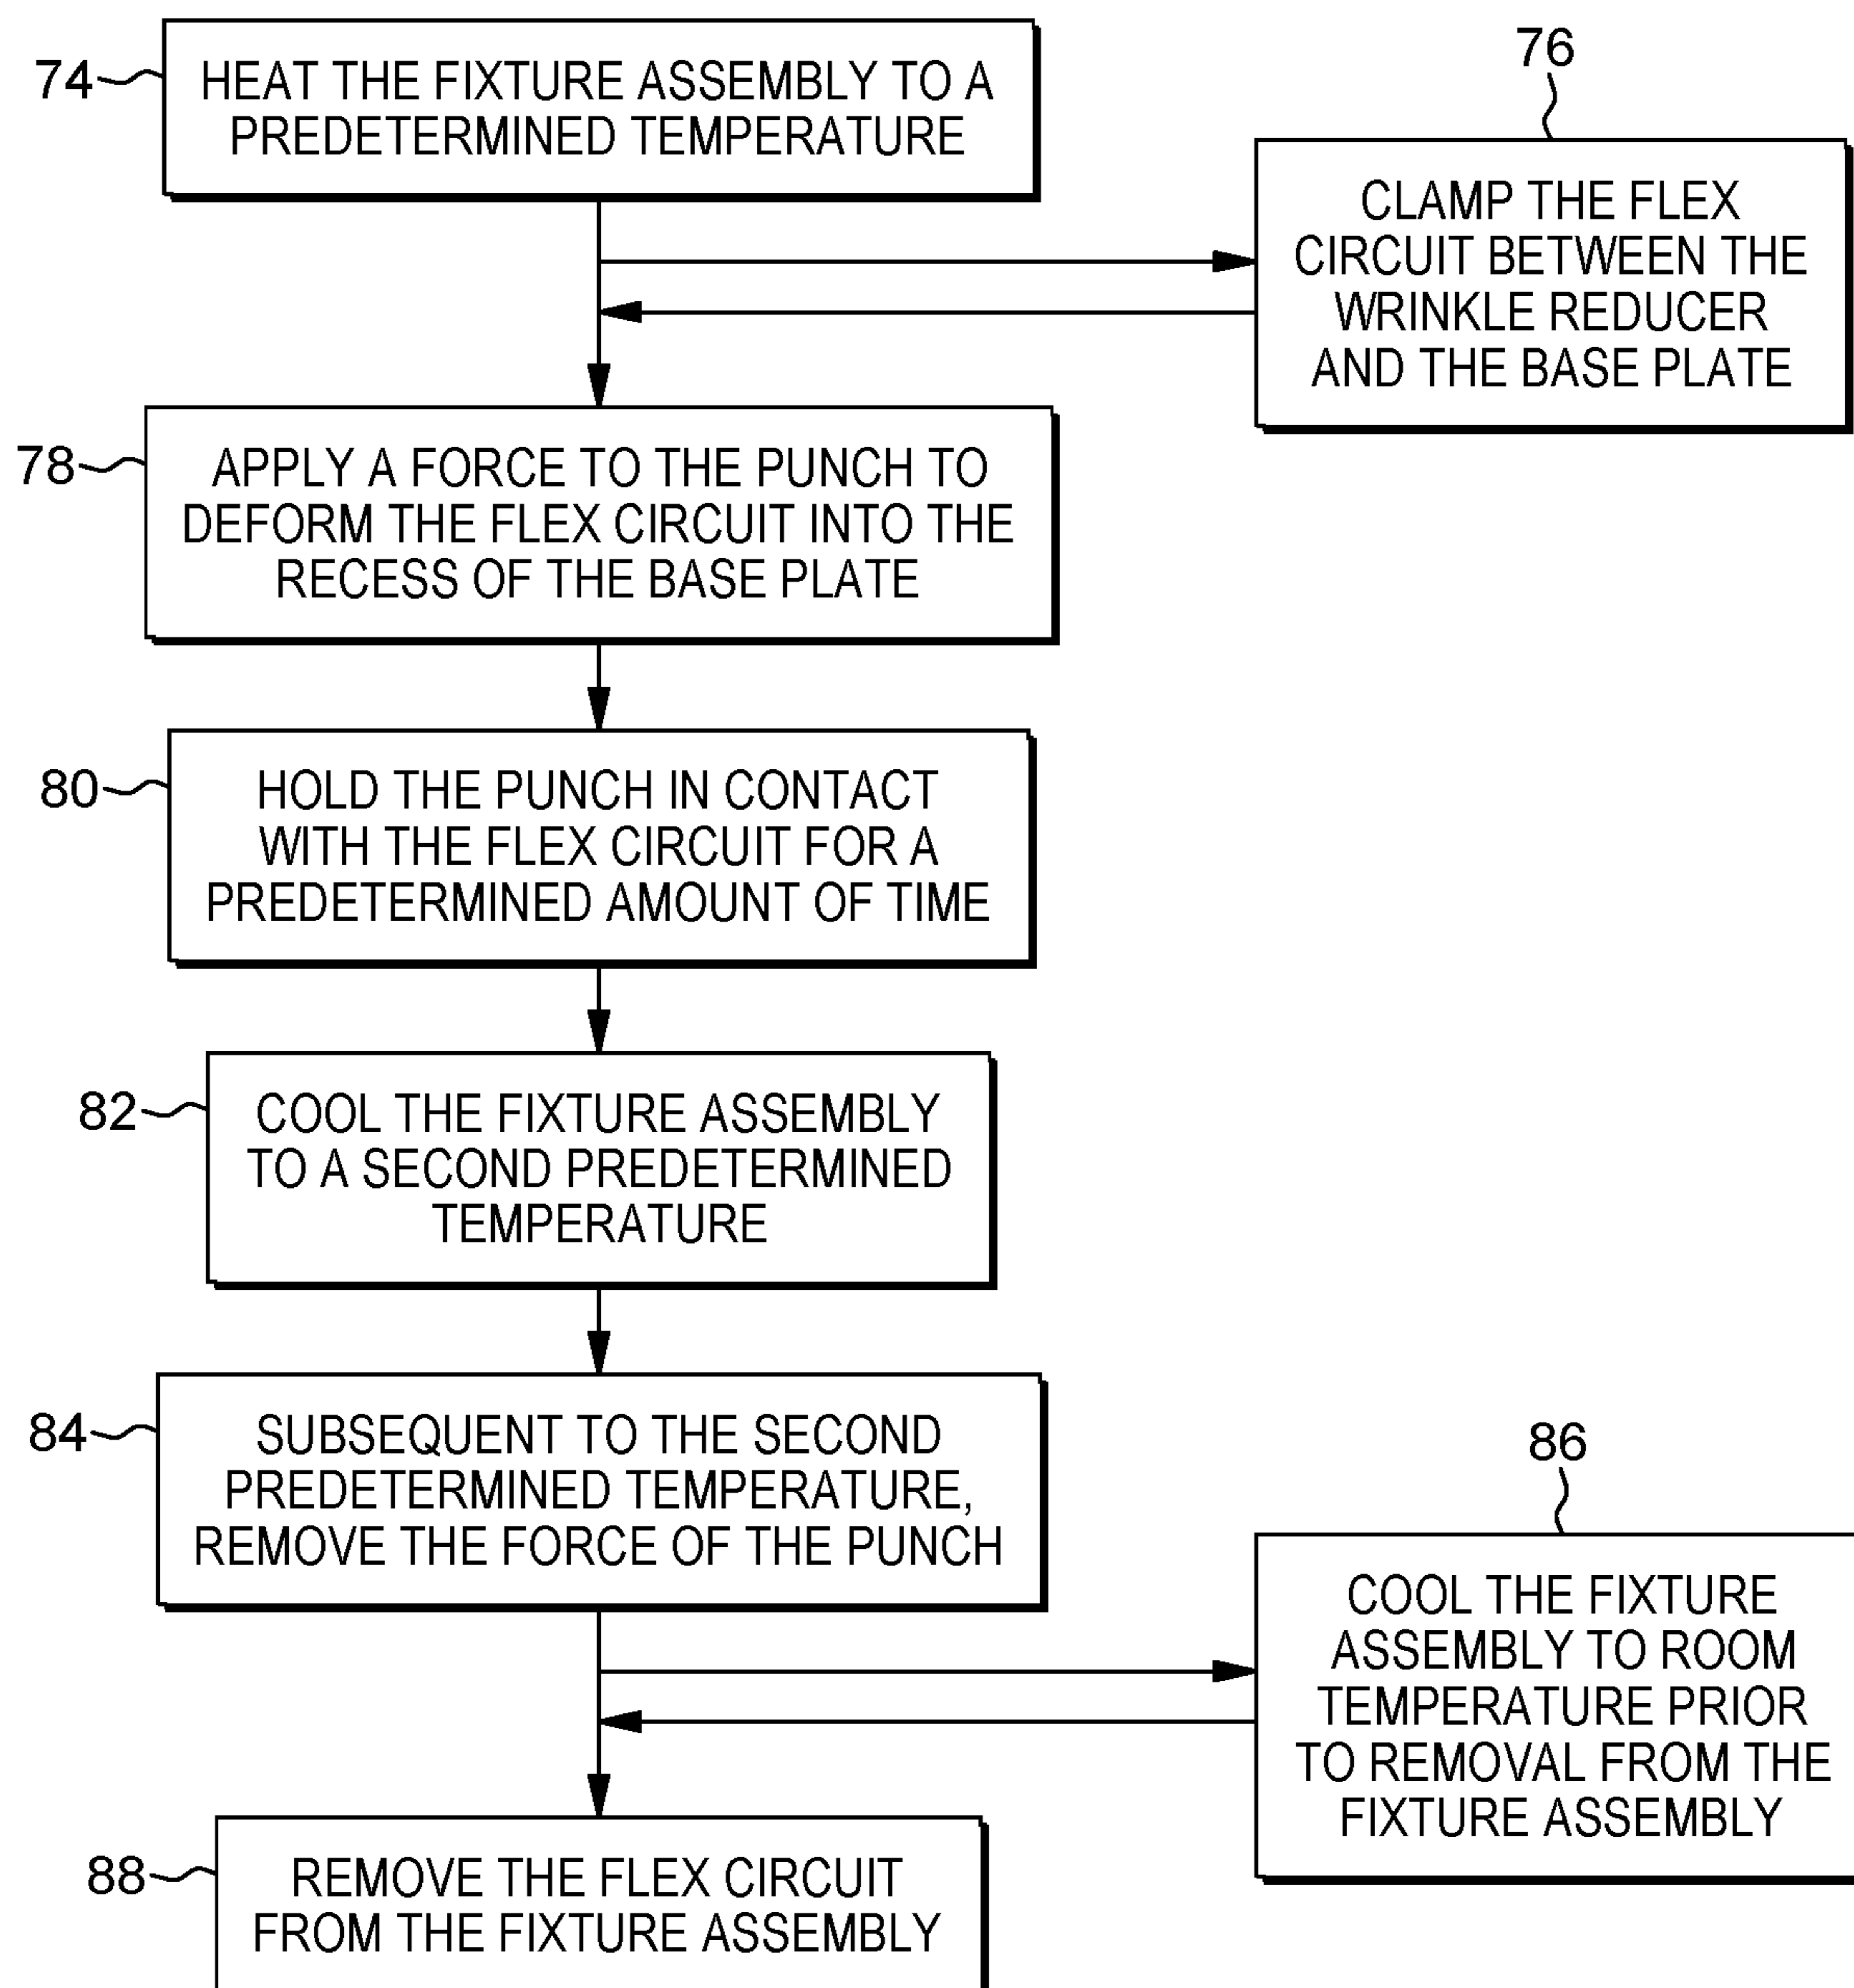 74
HEAT THE FIXTURE ASSEMBLY TO A
PREDETERMINED TEMPERATURE
76
CLAMP THE FLEX
CIRCUIT BETWEEN THE
WRINKLE REDUCER
AND THE BASE PLATE
78
APPLY A FORCE TO THE PUNCH TO
DEFORM THE FLEX CIRCUIT INTO THE
RECESS OF THE BASE PLATE
80
HOLD THE PUNCH IN CONTACT
WITH THE FLEX CIRCUIT FOR A
PREDETERMINED AMOUNT OF TIME
82
COOL THE FIXTURE ASSEMBLY
TO A SECOND PREDETERMINED
TEMPERATURE
84
SUBSEQUENT TO THE SECOND
PREDETERMINED TEMPERATURE,
REMOVE THE FORCE OF THE PUNCH
86
COOL THE FIXTURE
ASSEMBLY TO ROOM
TEMPERATURE PRIOR
TO REMOVAL FROM THE
FIXTURE ASSEMBLY
88
REMOVE THE FLEX CIRCUIT
FROM THE FIXTURE ASSEMBLY